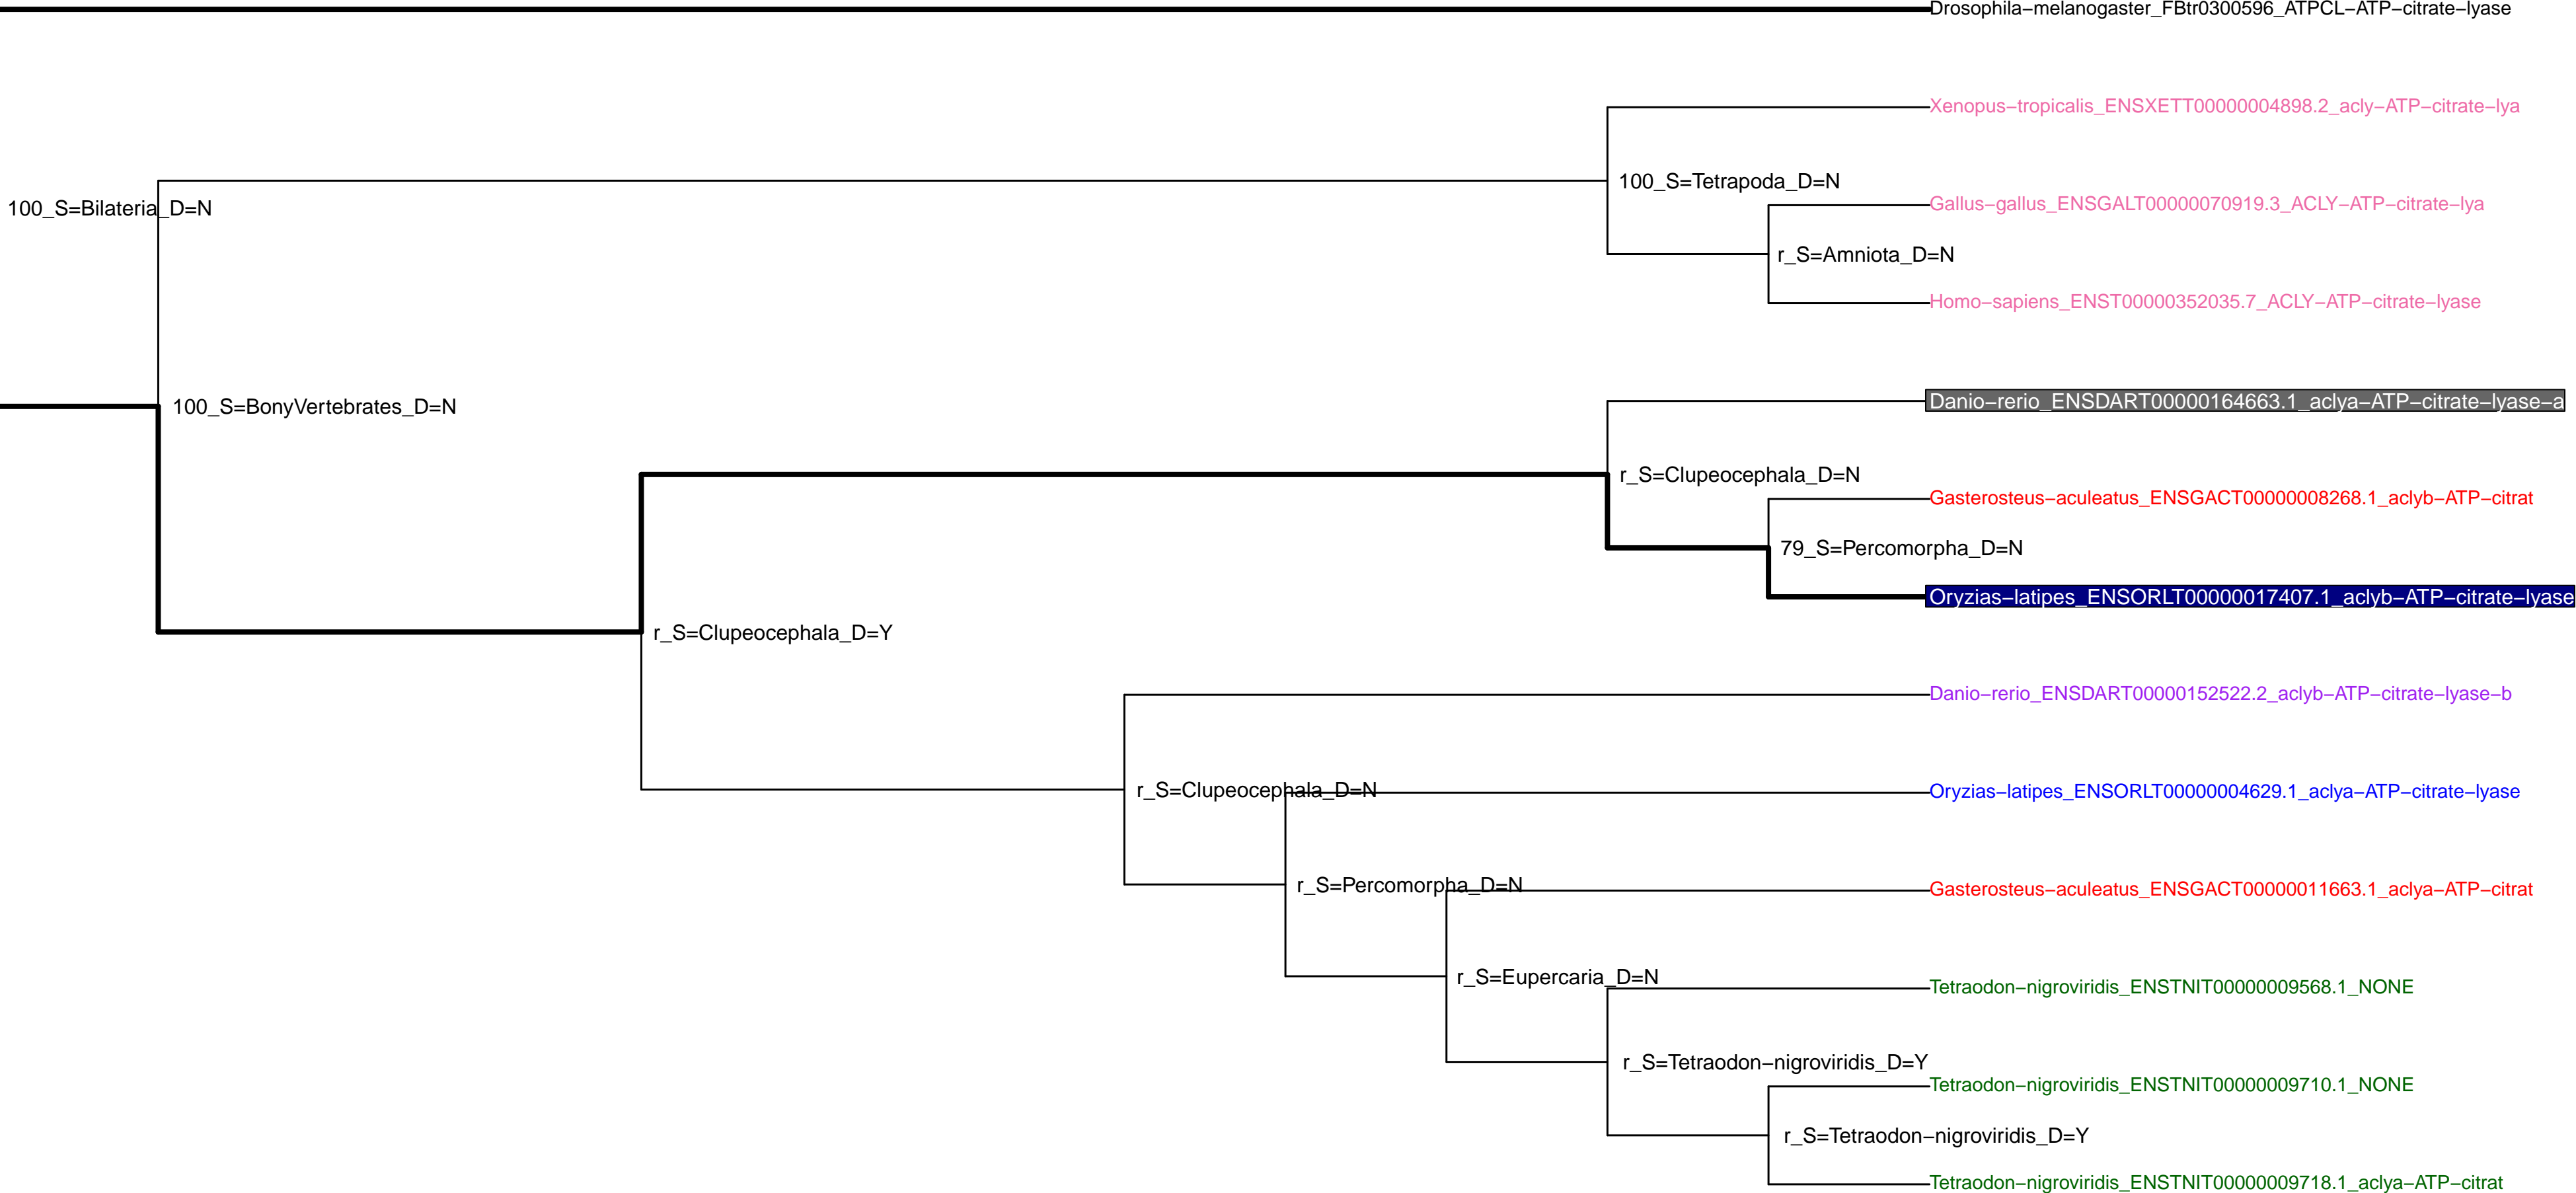 Drosophila−melanogaster_FBtr0300596_ATPCL−ATP−citrate−lyase
Xenopus−tropicalis_ENSXETT00000004898.2_acly−ATP−citrate−lya
100_S=Tetrapoda_D=N
Gallus−gallus_ENSGALT00000070919.3_ACLY−ATP−citrate−lya
100_S=Bilateria_D=N
r_S=Amniota_D=N
Homo−sapiens_ENST00000352035.7_ACLY−ATP−citrate−lyase
Danio−rerio_ENSDART00000164663.1_aclya−ATP−citrate−lyase−a
100_S=BonyVertebrates_D=N
r_S=Clupeocephala_D=N
Gasterosteus−aculeatus_ENSGACT00000008268.1_aclyb−ATP−citrat
79_S=Percomorpha_D=N
Oryzias−latipes_ENSORLT00000017407.1_aclyb−ATP−citrate−lyase
r_S=Clupeocephala_D=Y
Danio−rerio_ENSDART00000152522.2_aclyb−ATP−citrate−lyase−b
r_S=Clupeocephala_D=N
Oryzias−latipes_ENSORLT00000004629.1_aclya−ATP−citrate−lyase
r_S=Percomorpha_D=N
Gasterosteus−aculeatus_ENSGACT00000011663.1_aclya−ATP−citrat
r_S=Eupercaria_D=N
Tetraodon−nigroviridis_ENSTNIT00000009568.1_NONE
r_S=Tetraodon−nigroviridis_D=Y
Tetraodon−nigroviridis_ENSTNIT00000009710.1_NONE
r_S=Tetraodon−nigroviridis_D=Y
Tetraodon−nigroviridis_ENSTNIT00000009718.1_aclya−ATP−citrat